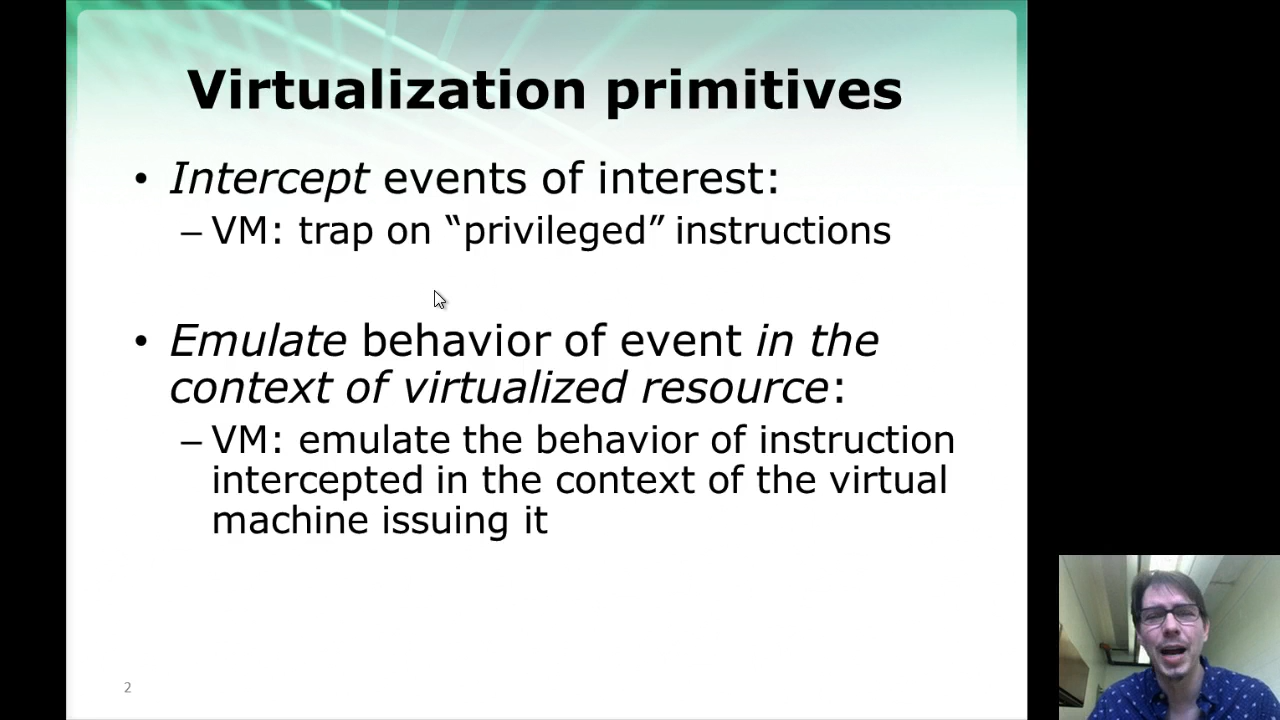 Virtualization primitives
• Intercept events of interest:
– VM: trap on “privileged” instructions
• Emulate behavior of event in the
context of virtualized resource:
– VM: emulate the behavior of instruction
intercepted in the context of the virtual
machine issuing it
2